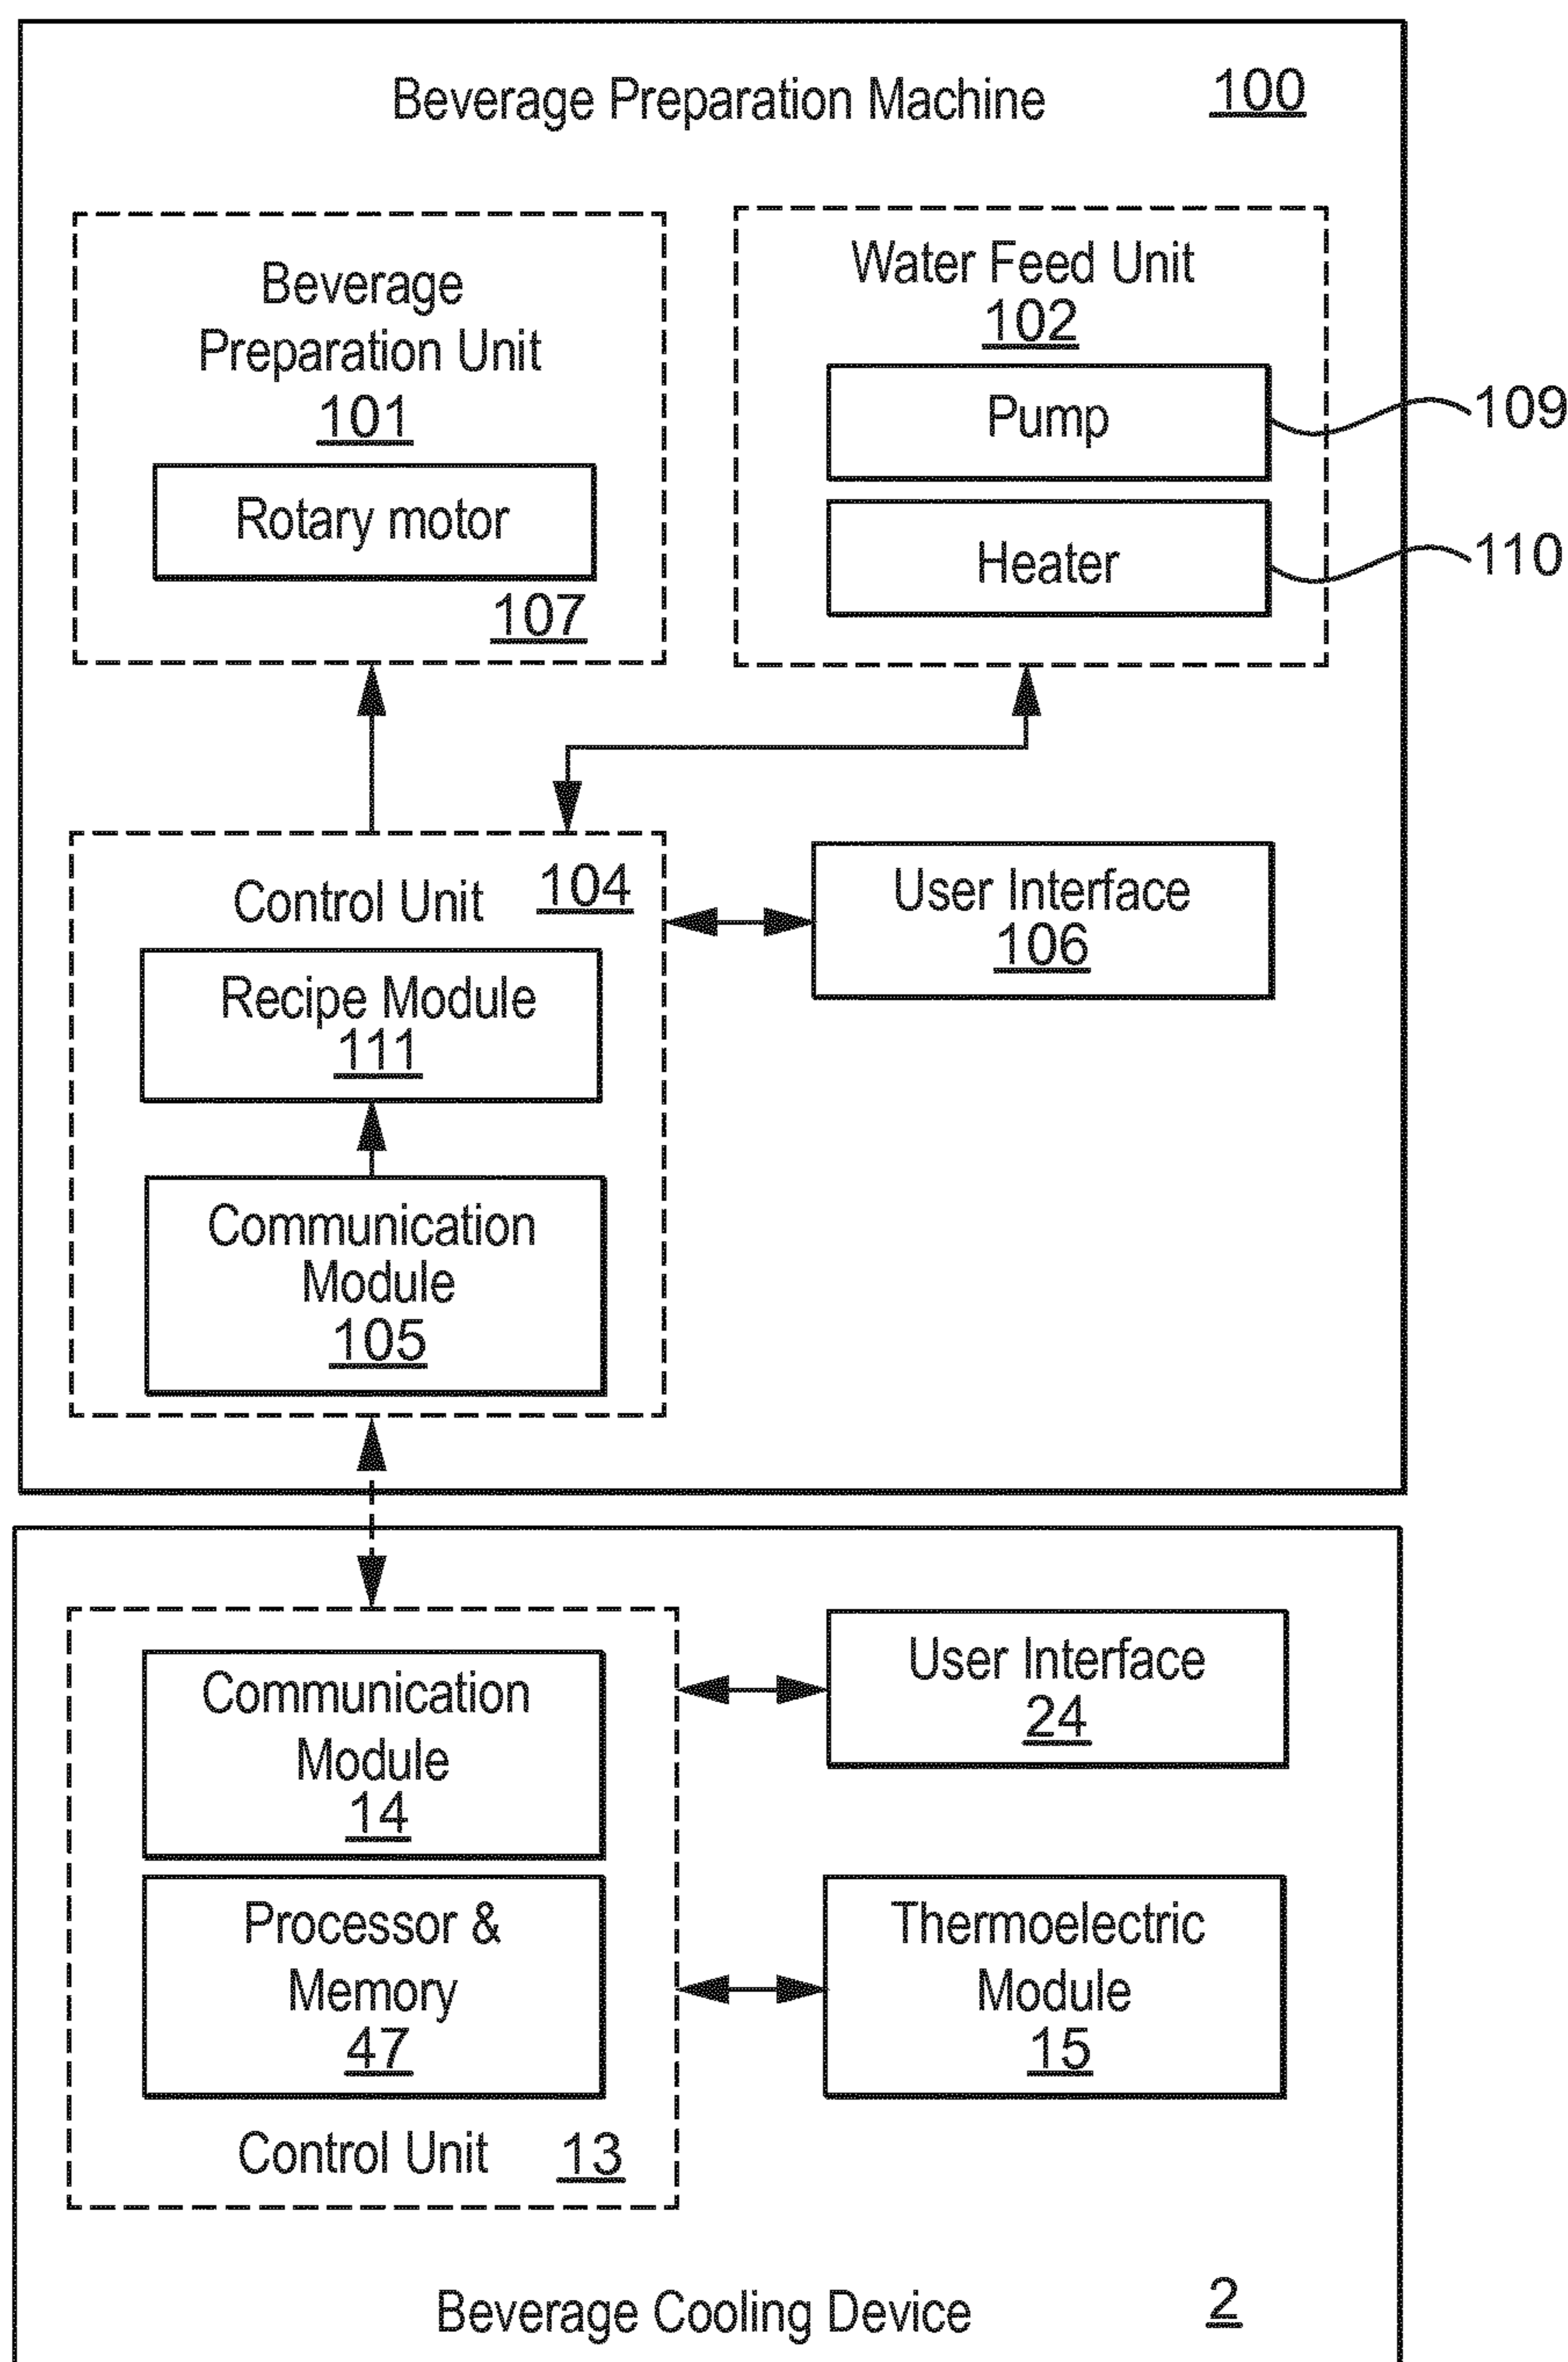 Beverage Preparation Machine 100
Beverage
Preparation Unit
101
Rotary motor
107
Water Feed Unit
102
Pump
109
Heater
110
Control Unit 104
Recipe Module
111
Communication
Module
105
User Interface
106
Communication
Module
14
Processor &
Memory
47
Control Unit 13
User Interface
24
Thermoelectric
Module
15
Beverage Cooling Device 2